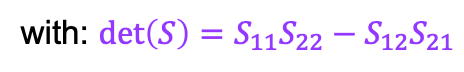 with: det(S) = S₁₁S₂₂ − S₁₂S₂₁